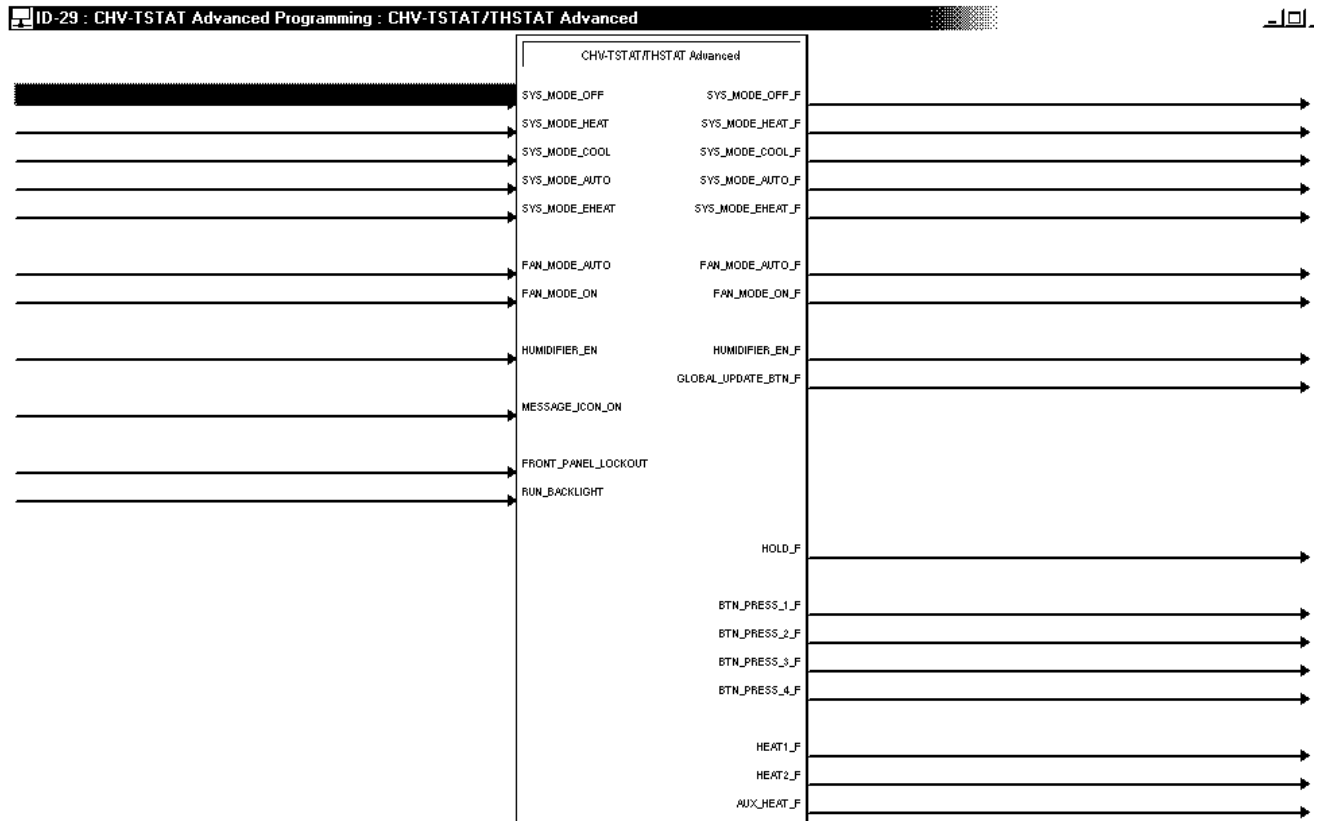 ID-29 : CHV-TSTAT Advanced Programming : CHV-TSTAT/THSTAT Advanced
CHV-TSTAT/THSTAT Advanced
SYS_MODE_OFF SYS_MODE_OFF_F
SYS_MODE_HEAT SYS_MODE_HEAT_F
SYS_MODE_COOL SYS_MODE_COOL_F
SYS_MODE_AUTO SYS_MODE_AUTO_F
SYS_MODE_EHEAT SYS_MODE_EHEAT_F
FAN_MODE_AUTO FAN_MODE_AUTO_F
FAN_MODE_ON FAN_MODE_ON_F
HUMIDIFIER_EN HUMIDIFIER_EN_F
GLOBAL_UPDATE_BTN_F
MESSAGE_ICON_ON
FRONT_PANEL_LOCKOUT
RUN_BACKLIGHT
HOLD_F
BTN_PRESS_1_F
BTN_PRESS_2_F
BTN_PRESS_3_F
BTN_PRESS_4_F
HEAT1_F
HEAT2_F
AUX_HEAT_F